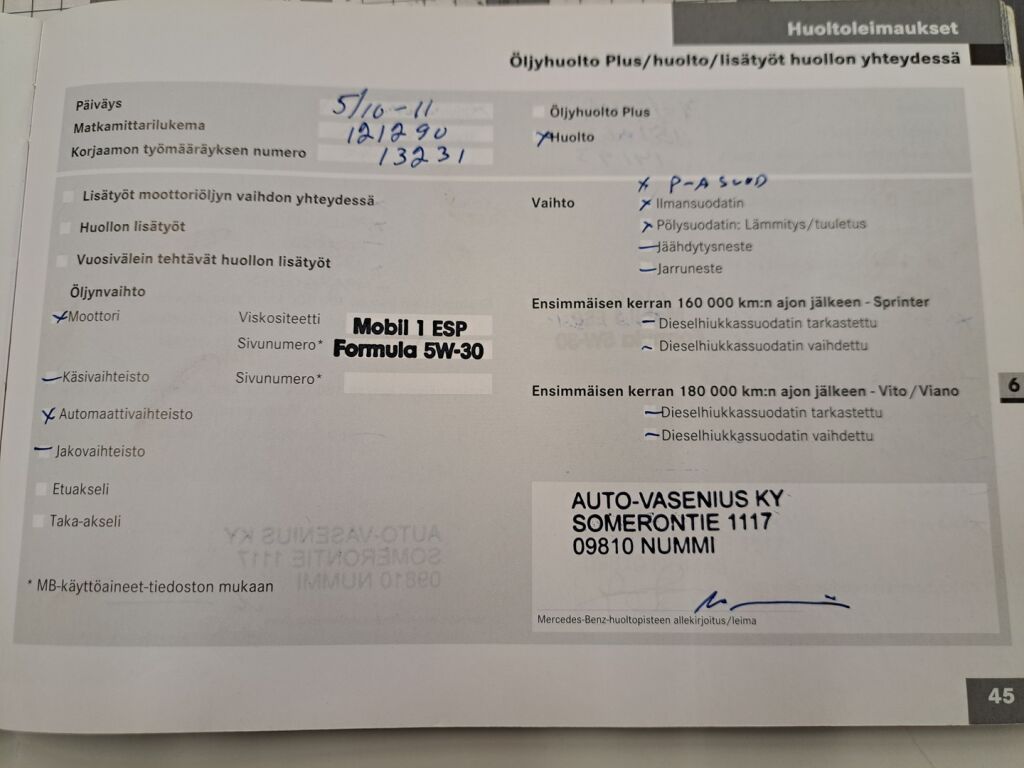 Huoltoleimaukset
Öljyhuolto Plus/huolto/lisätyöt huollon yhteydessä
Päiväys 5/10-11
Matkamittarilukema 121290
Korjaamon työmääräyksen numero 13231
Öljyhuolto Plus
x Huolto
Lisätyöt moottoriöljyn vaihdon yhteydessä
Huollon lisätyöt
Vuosivälein tehtävät huollon lisätyöt
Öljynvaihto
x Moottori Viskositeetti Mobil 1 ESP
Sivunumero* Formula 5W-30
– Käsivaihteisto Sivunumero*
x Automaattivaihteisto
– Jakovaihteisto
Etuakseli
Taka-akseli
* MB-käyttöaineet-tiedoston mukaan
x P-A SUOD
Vaihto x Ilmansuodatin
x Pölysuodatin: Lämmitys/tuuletus
– Jäähdytysneste
– Jarruneste
Ensimmäisen kerran 160 000 km:n ajon jälkeen - Sprinter
– Dieselhiukkassuodatin tarkastettu
– Dieselhiukkassuodatin vaihdettu
Ensimmäisen kerran 180 000 km:n ajon jälkeen - Vito/Viano
– Dieselhiukkassuodatin tarkastettu
– Dieselhiukkassuodatin vaihdettu
AUTO-VASENIUS KY
SOMERONTIE 1117
09810 NUMMI
Mercedes-Benz-huoltopisteen allekirjoitus/leima
6
45